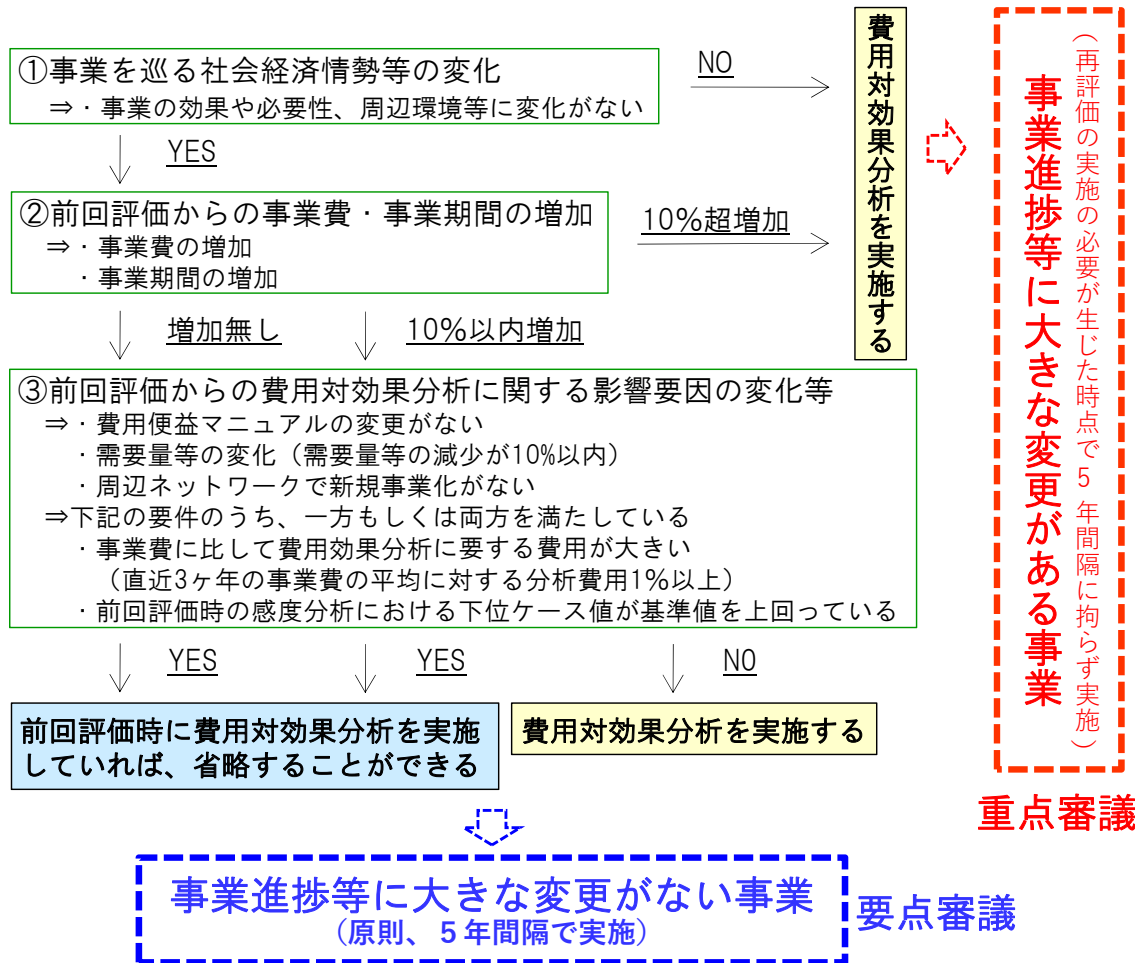 ①事業を巡る社会経済情勢等の変化
⇒・事業の効果や必要性、周辺環境等に変化がない
NO
YES
②前回評価からの事業費・事業期間の増加
⇒・事業費の増加
・事業期間の増加
10%超増加
増加無し
10%以内増加
③前回評価からの費用対効果分析に関する影響要因の変化等
⇒・費用便益マニュアルの変更がない
・需要量等の変化（需要量等の減少が10%以内）
・周辺ネットワークで新規事業化がない
⇒下記の要件のうち、一方もしくは両方を満たしている
・事業費に比して費用効果分析に要する費用が大きい
（直近3ヶ年の事業費の平均に対する分析費用1%以上）
・前回評価時の感度分析における下位ケース値が基準値を上回っている
YES
YES
NO
前回評価時に費用対効果分析を実施
していれば、省略することができる
費用対効果分析を実施する
費用対効果分析を実施する
事業進捗等に大きな変更がある事業
（再評価の実施の必要が生じた時点で5年間隔に拘らず実施）
重点審議
事業進捗等に大きな変更がない事業
(原則、５年間隔で実施)
要点審議